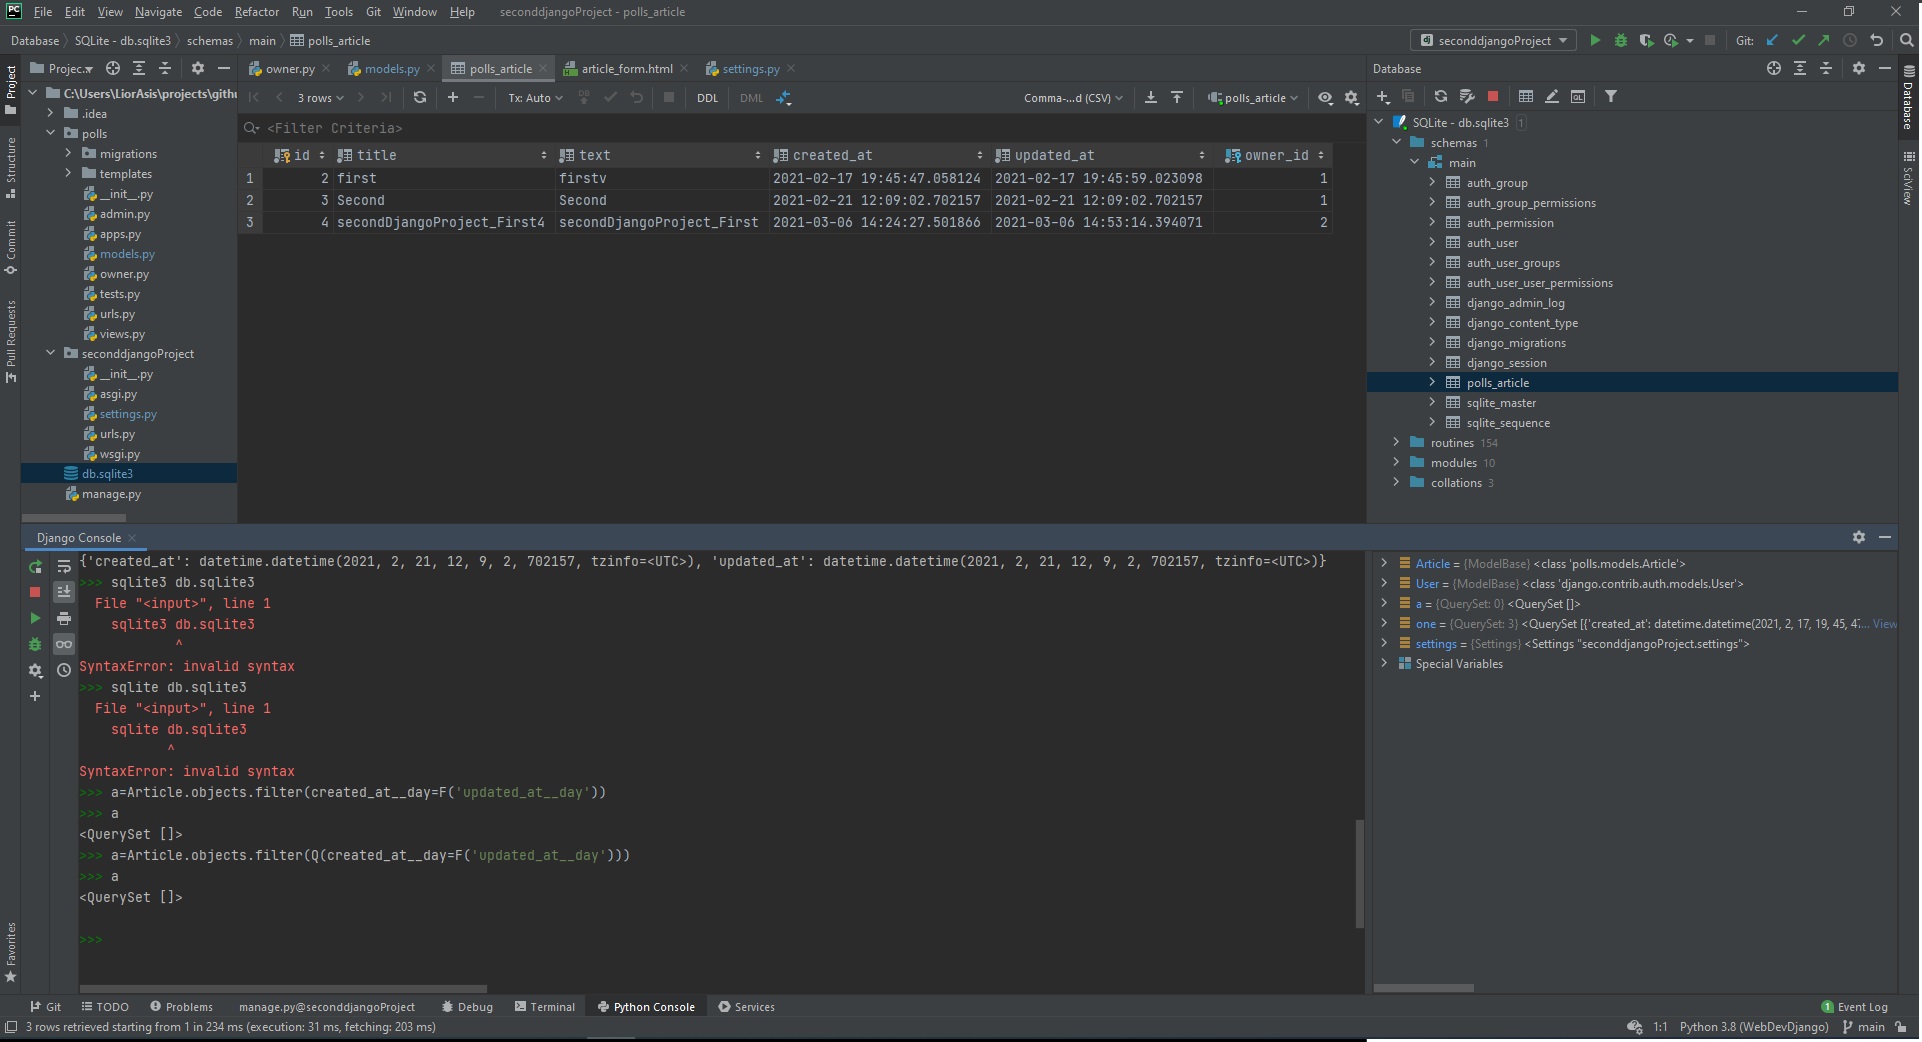 PC File Edit View Navigate Code Refactor Run Tools Git Window Help seconddjangoProject - polls_article
Database SQLite - db.sqlite3 schemas main polls_article
seconddjangoProject Git:
Project
Structure
Commit
Pull Requests
Favorites
Projec...
C:\Users\LiorAsis\projects\githu
.idea
polls
migrations
templates
__init__.py
admin.py
apps.py
models.py
owner.py
tests.py
urls.py
views.py
seconddjangoProject
__init__.py
asgi.py
settings.py
urls.py
wsgi.py
db.sqlite3
manage.py
owner.py models.py polls_article article_form.html settings.py
3 rows Tx: Auto DB DDL DML Comma-...d (CSV) polls_article
<Filter Criteria>
id title text created_at updated_at owner_id
1 2 first firstv 2021-02-17 19:45:47.058124 2021-02-17 19:45:59.023098 1
2 3 Second Second 2021-02-21 12:09:02.702157 2021-02-21 12:09:02.702157 1
3 4 secondDjangoProject_First4 secondDjangoProject_First 2021-03-06 14:24:27.501866 2021-03-06 14:53:14.394071 2
Database
QL
SQLite - db.sqlite3 1
schemas 1
main
auth_group
auth_group_permissions
auth_permission
auth_user
auth_user_groups
auth_user_user_permissions
django_admin_log
django_content_type
django_migrations
django_session
polls_article
sqlite_master
sqlite_sequence
routines 154
modules 10
collations 3
Database
SciView
Django Console
{'created_at': datetime.datetime(2021, 2, 21, 12, 9, 2, 702157, tzinfo=<UTC>), 'updated_at': datetime.datetime(2021, 2, 21, 12, 9, 2, 702157, tzinfo=<UTC>)}
>>> sqlite3 db.sqlite3
File "<input>", line 1
sqlite3 db.sqlite3
^
SyntaxError: invalid syntax
>>> sqlite db.sqlite3
File "<input>", line 1
sqlite db.sqlite3
^
SyntaxError: invalid syntax
>>> a=Article.objects.filter(created_at__day=F('updated_at__day'))
>>> a
<QuerySet []>
>>> a=Article.objects.filter(Q(created_at__day=F('updated_at__day')))
>>> a
<QuerySet []>
>>>
Article = {ModelBase} <class 'polls.models.Article'>
User = {ModelBase} <class 'django.contrib.auth.models.User'>
a = {QuerySet: 0} <QuerySet []>
one = {QuerySet: 3} <QuerySet [{'created_at': datetime.datetime(2021, 2, 17, 19, 45, 47... View
settings = {Settings} <Settings "seconddjangoProject.settings">
Special Variables
Git TODO Problems manage.py@seconddjangoProject Debug Terminal Python Console Services 1 Event Log
3 rows retrieved starting from 1 in 234 ms (execution: 31 ms, fetching: 203 ms) 1:1 Python 3.8 (WebDevDjango) main